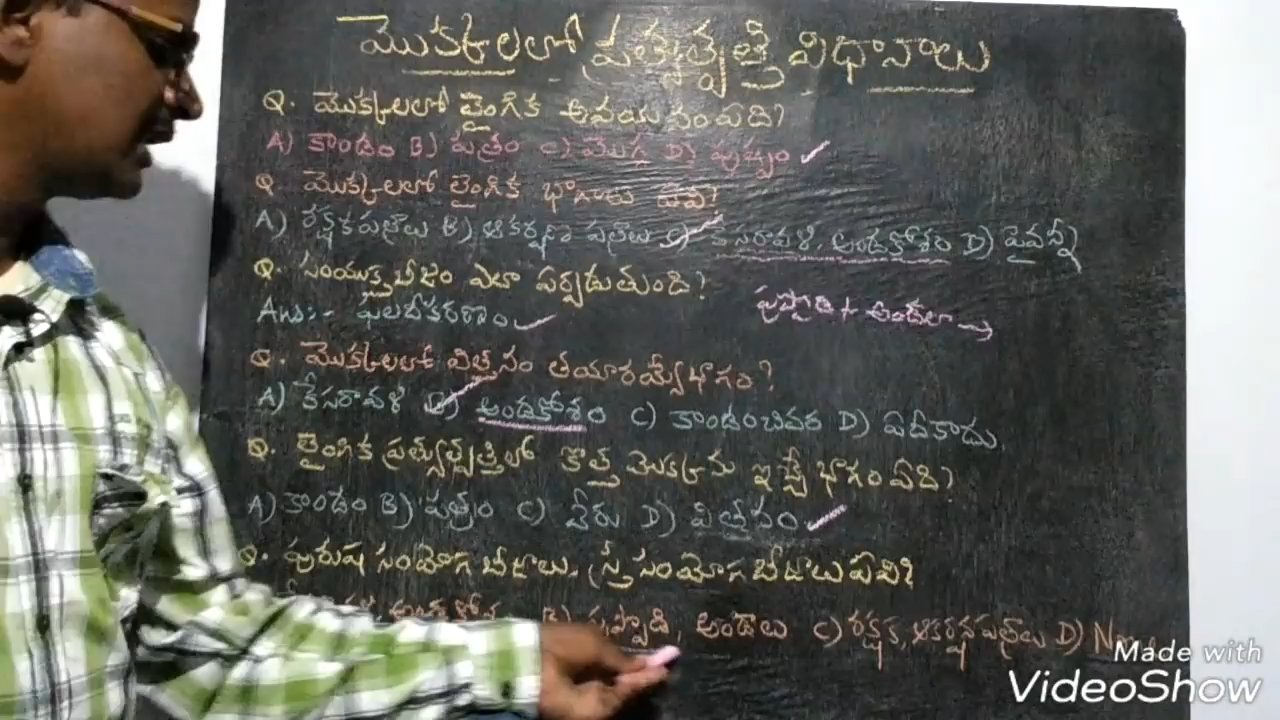 మొక్కలలో ప్రత్యుత్పత్తి విధానాలు
Q. మొక్కలలో లైంగిక అవయవం ఏది?
A) కాండం B) పత్రం C) మొగ్గ D) పుష్పం
Q. మొక్కలలో లైంగిక భాగాలు ఏవి?
A) రక్షకపత్రాలు B) ఆకర్షణ పత్రాలు C) కేసరావళి, అండకోశం D) పైవన్నీ
Q. సంయుక్తబీజం ఎలా ఏర్పడుతుంది?
పుప్పొడి + అండలా →
Ans:- ఫలదీకరణం
Q. మొక్కలలో విత్తనం తయారయ్యే భాగం?
A) కేసరావళి B) అండకోశం C) కాండంచివర D) ఏదీకాదు
Q. లైంగిక ప్రత్యుత్పత్తిలో కొత్త మొక్కను ఇచ్చే భాగం ఏది?
A) కాండం B) పత్రం C) వేరు D) విత్తనం
Q. పురుష సంయోగ బీజాలు, స్త్రీ సంయోగ బీజాలు ఏవి?
B) పుప్పొడి, అండాలు C) రక్షక, ఆకర్షన పత్రాలు D)
Made with
VideoShow